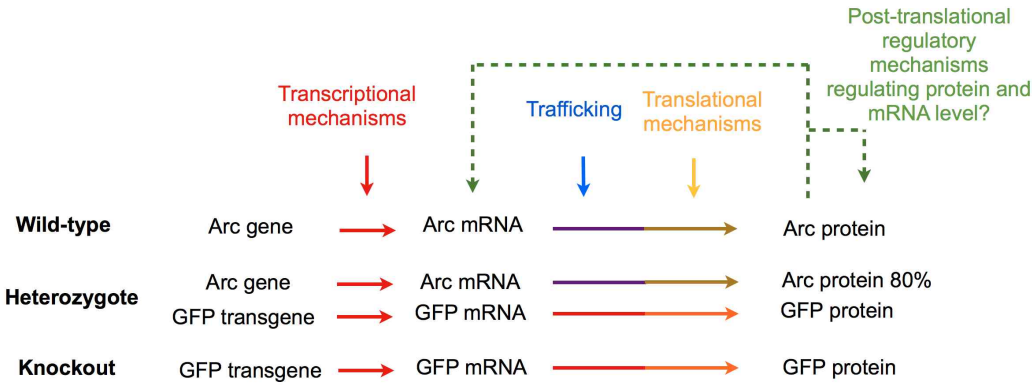 Post-translational
regulatory
mechanisms
regulating protein and
mRNA level?
Transcriptional
mechanisms
Trafficking
Translational
mechanisms
Wild-type
Arc gene
Arc mRNA
Arc protein
Heterozygote
Arc gene
Arc mRNA
Arc protein 80%
GFP transgene
GFP mRNA
GFP protein
Knockout
GFP transgene
GFP mRNA
GFP protein